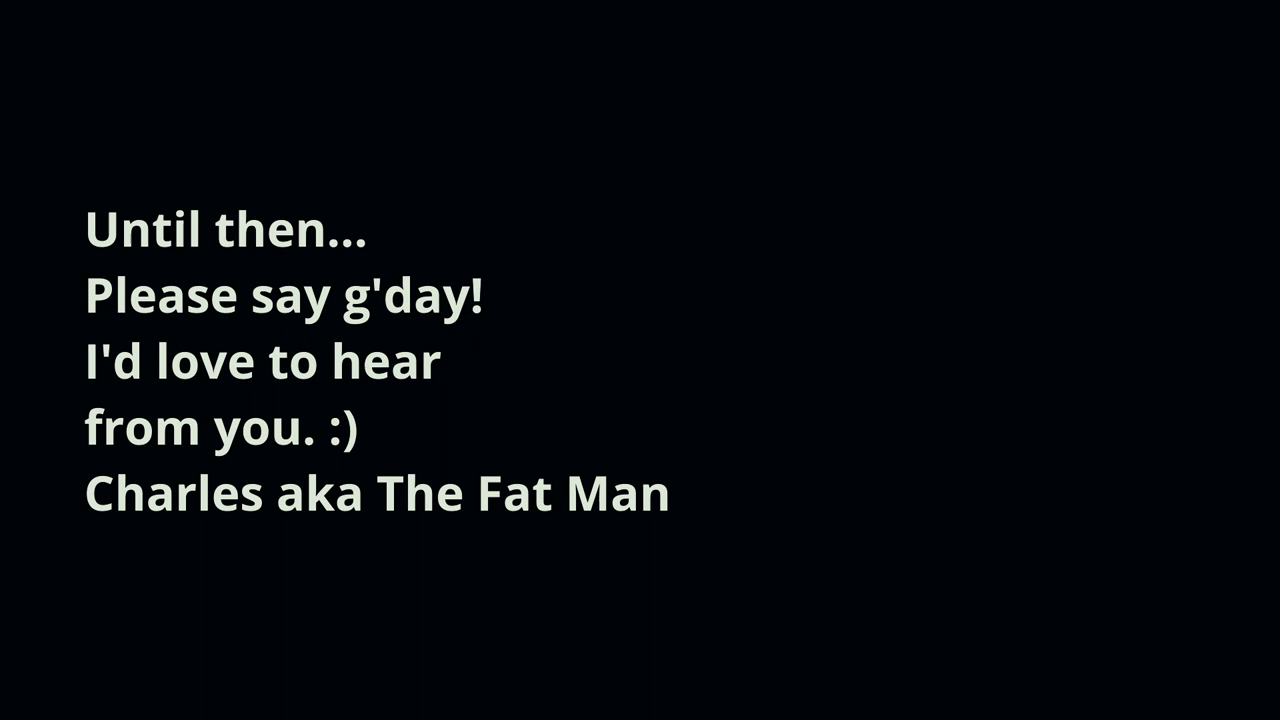 Until then...
Please say g'day!
I'd love to hear
from you. :)
Charles aka The Fat Man